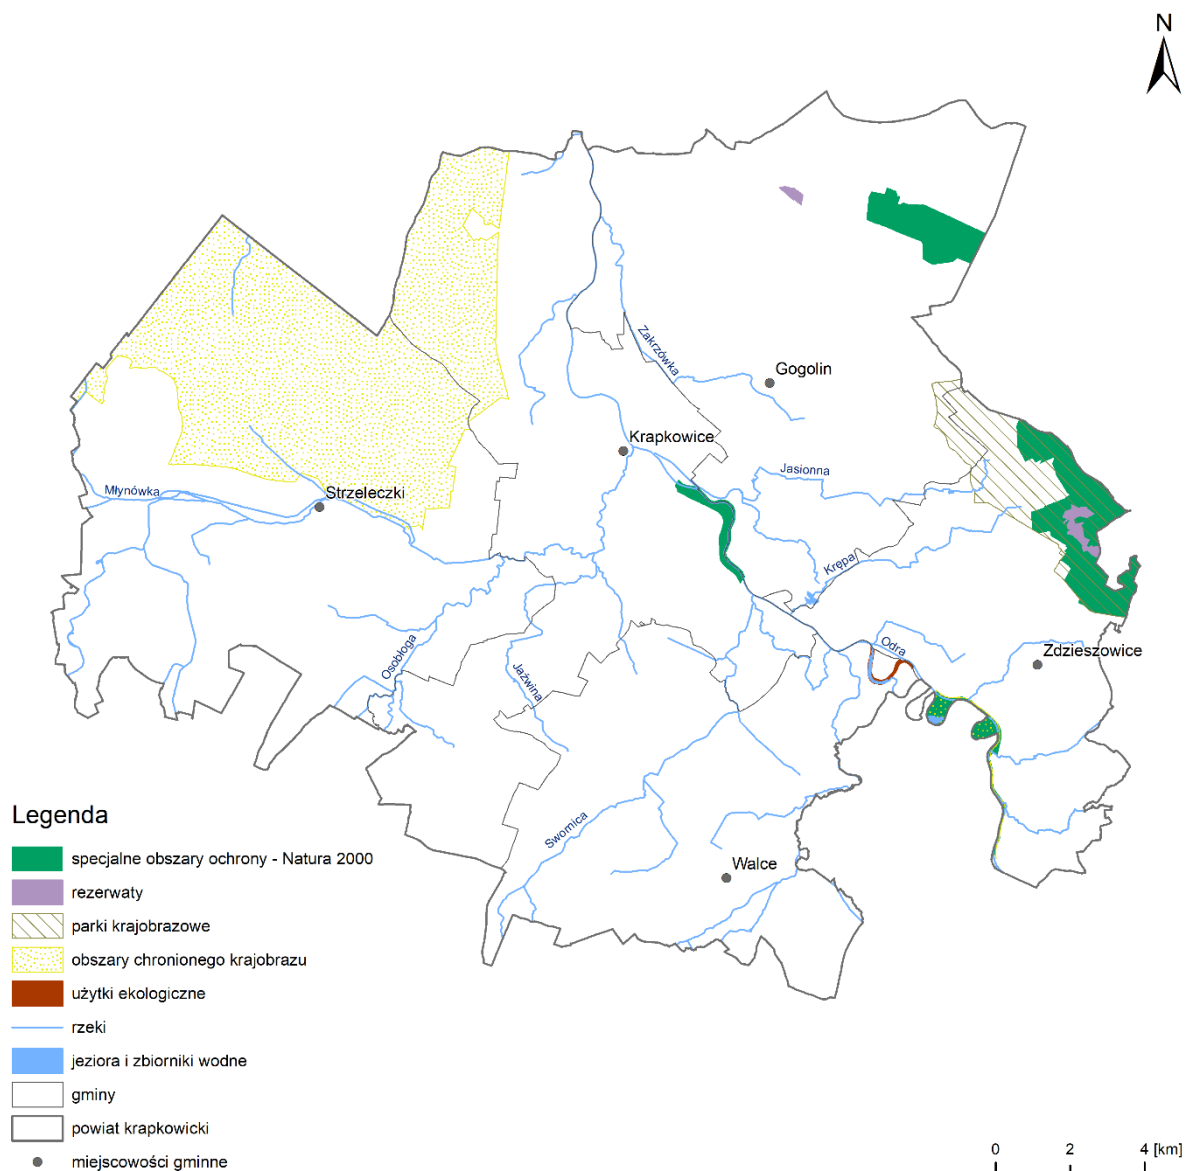 N
Gogolin
Zakrzówka
Krapkowice
Jasionna
Młynówka
Strzeleczki
Krępa
Odra
Zdzieszowice
Osobłoga
Jaźwina
Swornica
Walce
Legenda
specjalne obszary ochrony - Natura 2000
rezerwaty
parki krajobrazowe
obszary chronionego krajobrazu
użytki ekologiczne
rzeki
jeziora i zbiorniki wodne
gminy
powiat krapkowicki
miejscowości gminne
0 2 4 [km]